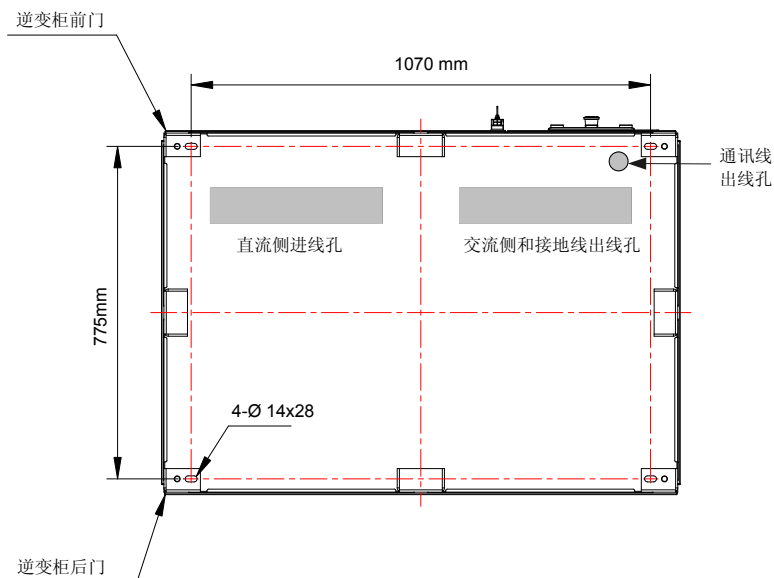 逆变柜前门
1070 mm
通讯线
出线孔
直流侧进线孔
交流侧和接地线出线孔
775mm
4-Ø 14x28
逆变柜后门